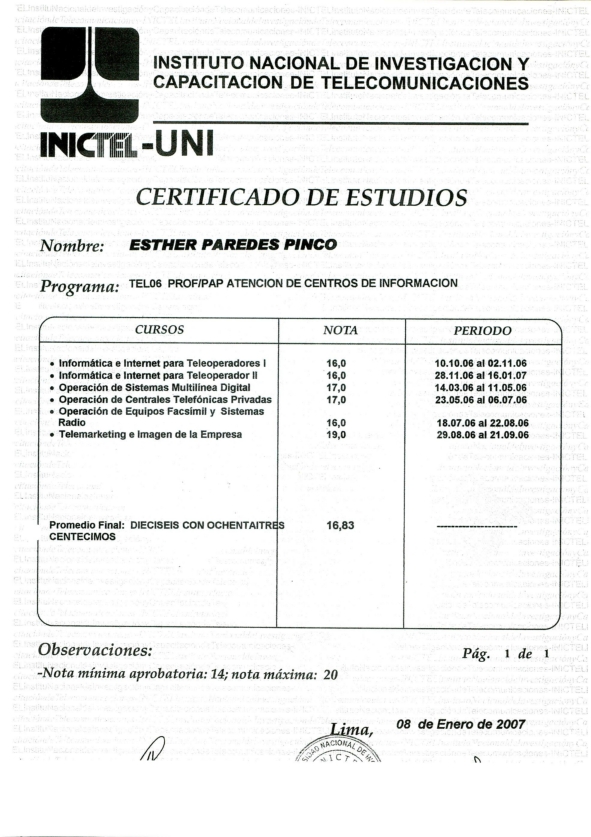 INSTITUTO NACIONAL DE INVESTIGACION Y
CAPACITACION DE TELECOMUNICACIONES
INICTEL-UNI
CERTIFICADO DE ESTUDIOS
Nombre: ESTHER PAREDES PINCO
Programa: TEL06 PROF/PAP ATENCION DE CENTROS DE INFORMACION
CURSOS NOTA PERIODO
• Informática e Internet para Teleoperadores I 16,0 10.10.06 al 02.11.06
• Informática e Internet para Teleoperador II 16,0 28.11.06 al 16.01.07
• Operación de Sistemas Multilínea Digital 17,0 14.03.06 al 11.05.06
• Operación de Centrales Telefónicas Privadas 17,0 23.05.06 al 06.07.06
• Operación de Equipos Facsímil y Sistemas
Radio 16,0 18.07.06 al 22.08.06
• Telemarketing e Imagen de la Empresa 19,0 29.08.06 al 21.09.06
Promedio Final: DIECISEIS CON OCHENTAITRES 16,83 ----------------------
CENTECIMOS
Observaciones: Pág. 1 de 1
-Nota mínima aprobatoria: 14; nota máxima: 20
Lima, 08 de Enero de 2007
NACIONAL DE